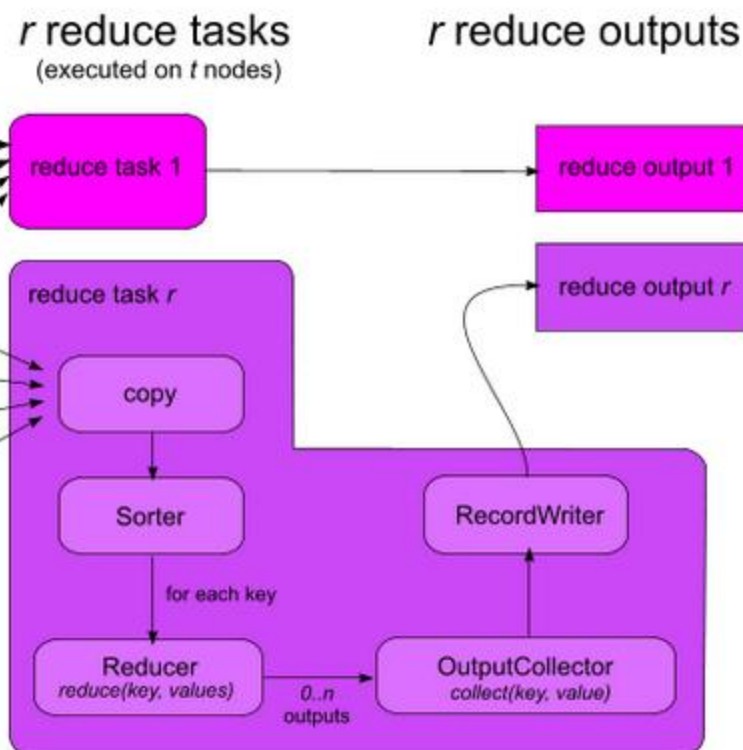 r reduce tasks
(executed on t nodes)
r reduce outputs
reduce task 1
reduce output 1
reduce output r
reduce task r
copy
Sorter
RecordWriter
for each key
Reducer
reduce(key, values)
0..n
outputs
OutputCollector
collect(key, value)